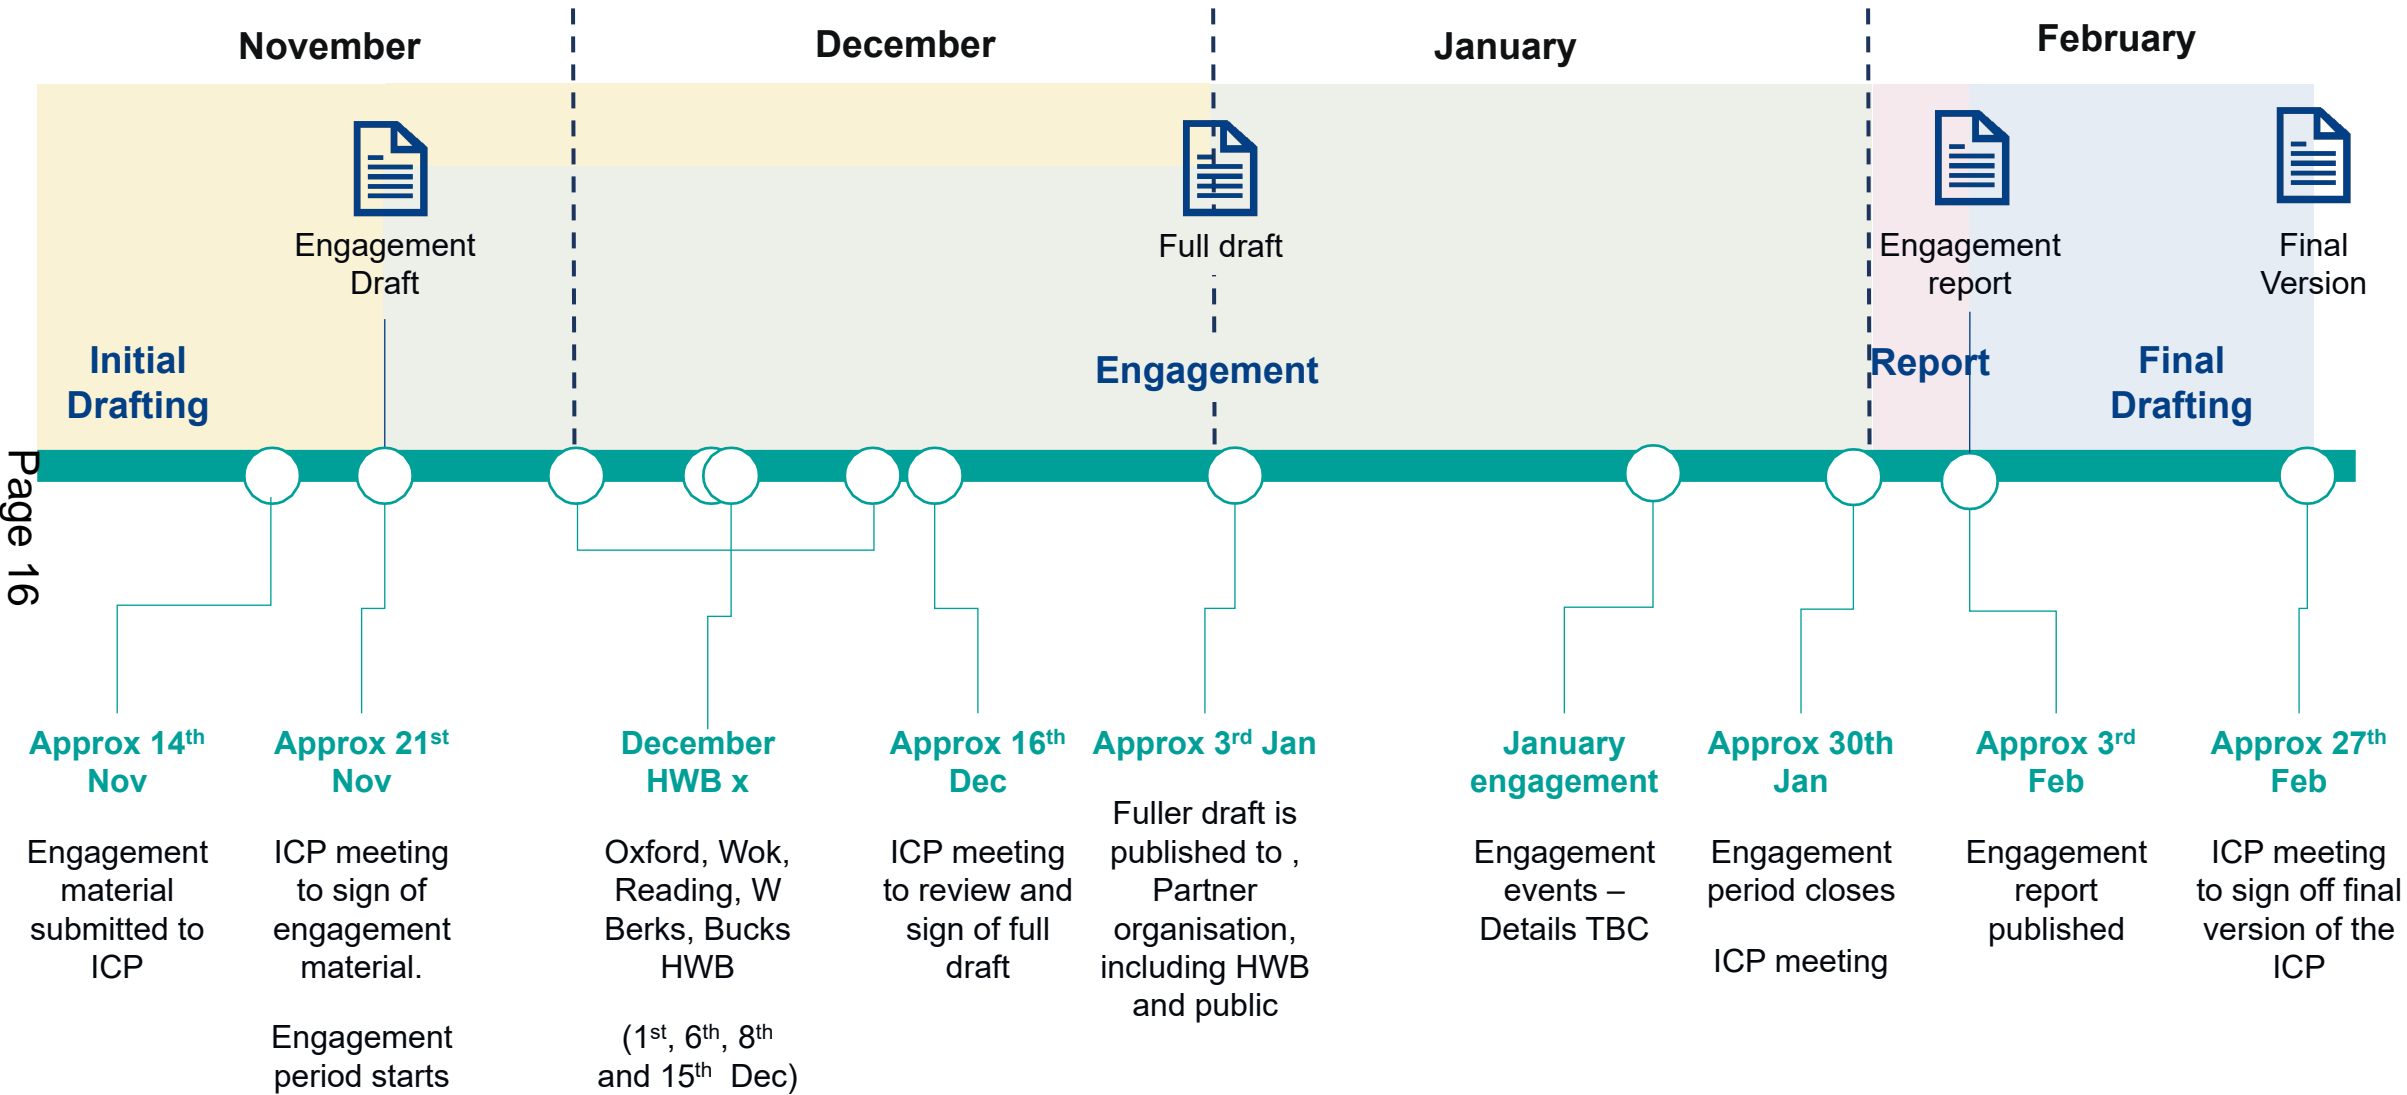 November
December
January
February
Engagement
Draft
Full draft
Engagement
report
Final
Version
Initial
Drafting
Engagement
Report
Final
Drafting
Page 16
Approx 14th
Nov
Engagement
material
submitted to
ICP
Approx 21st
Nov
ICP meeting
to sign of
engagement
material.
Engagement
period starts
December
HWB x
Oxford, Wok,
Reading, W
Berks, Bucks
HWB
(1st, 6th, 8th
and 15th Dec)
Approx 16th
Dec
ICP meeting
to review and
sign of full
draft
Approx 3rd Jan
Fuller draft is
published to ,
Partner
organisation,
including HWB
and public
January
engagement
Engagement
events –
Details TBC
Approx 30th
Jan
Engagement
period closes
ICP meeting
Approx 3rd
Feb
Engagement
report
published
Approx 27th
Feb
ICP meeting
to sign off final
version of the
ICP